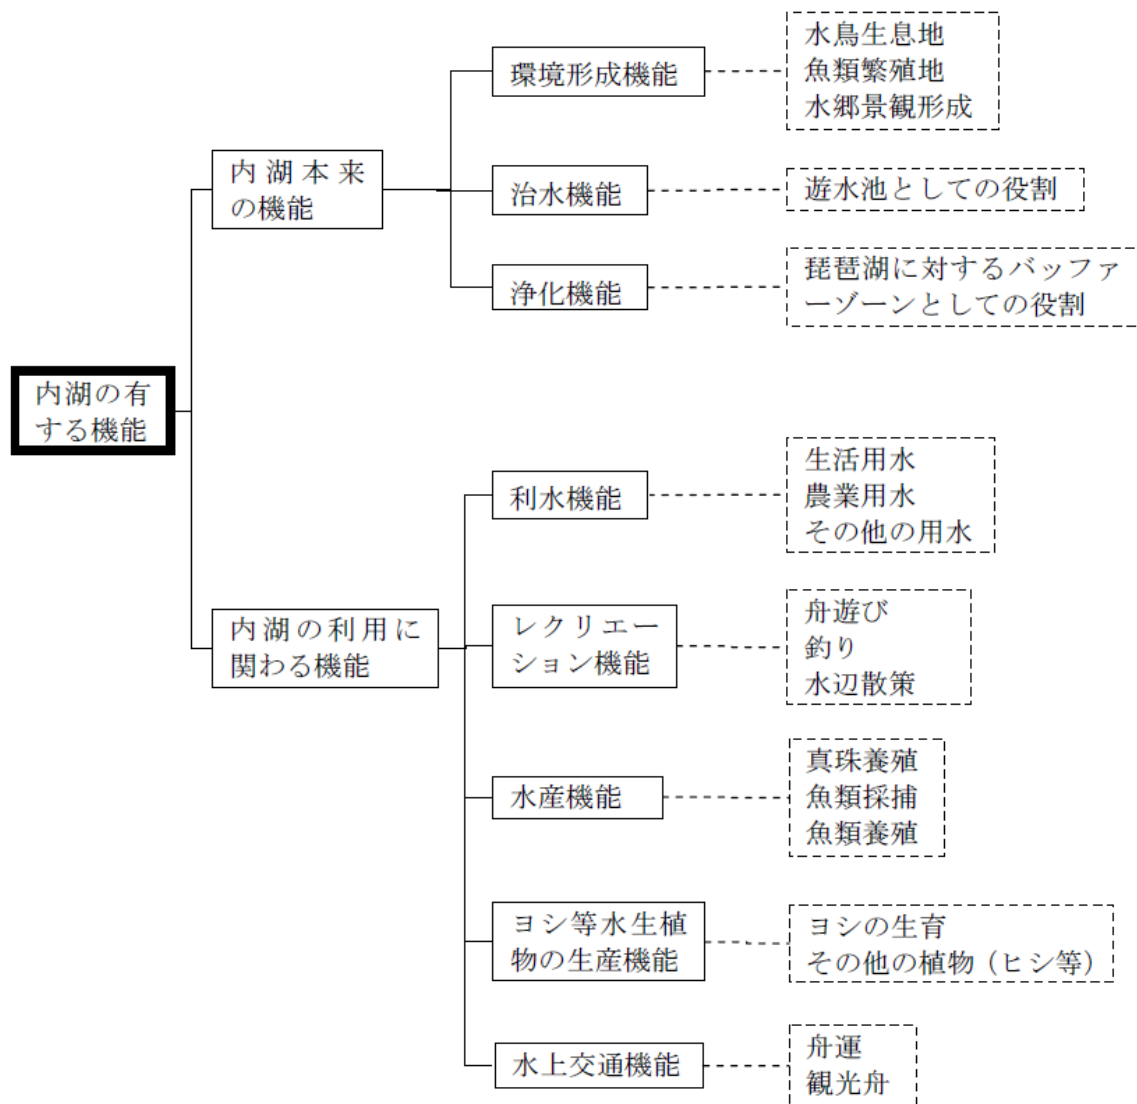 内湖の有
する機能
内湖本来
の機能
環境形成機能
水鳥生息地
魚類繁殖地
水郷景観形成
治水機能
遊水池としての役割
浄化機能
琵琶湖に対するバッファ
ーゾーンとしての役割
内湖の利用に
関わる機能
利水機能
生活用水
農業用水
その他の用水
レクリエー
ション機能
舟遊び
釣り
水辺散策
水産機能
真珠養殖
魚類採捕
魚類養殖
ヨシ等水生植
物の生産機能
ヨシの生育
その他の植物（ヒシ等）
水上交通機能
舟運
観光舟